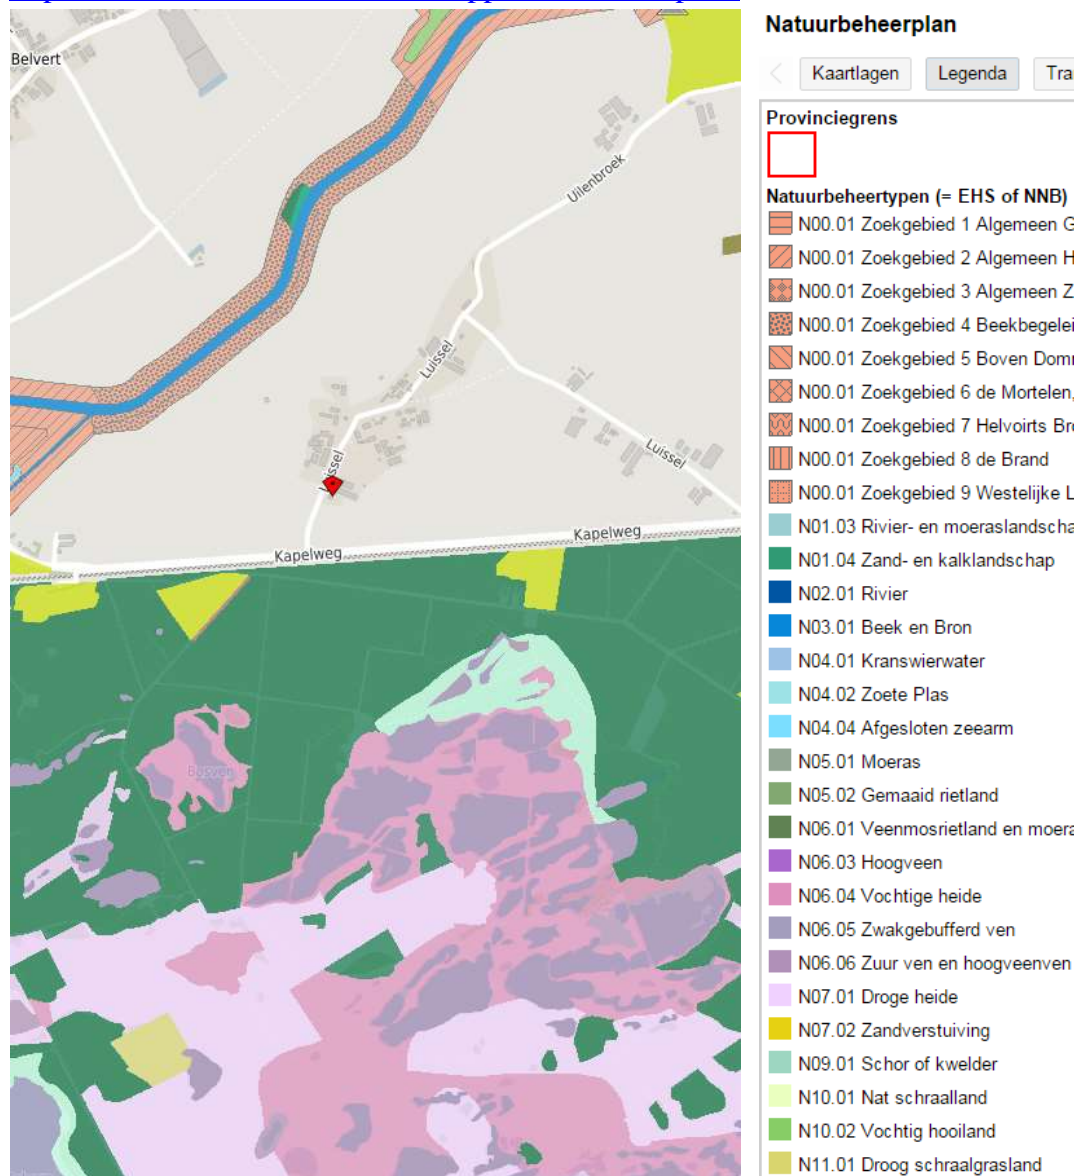 Belvert
Uilenbroek
Luissel
Luissel
Kapelweg
Kapelweg
Bosven
Natuurbeheerplan
Kaartlagen Legenda
Provinciegrens
Natuurbeheertypen (= EHS of NNB)
N00.01 Zoekgebied 1 Algemeen
N00.01 Zoekgebied 2 Algemeen
N00.01 Zoekgebied 3 Algemeen
N00.01 Zoekgebied 4
N00.01 Zoekgebied 5 Boven
N00.01 Zoekgebied 6 de Mortelen,
N00.01 Zoekgebied 7 Helvoirts
N00.01 Zoekgebied 8 de Brand
N00.01 Zoekgebied 9 Westelijke
N01.03 Rivier- en
N01.04 Zand- en kalklandschap
N02.01 Rivier
N03.01 Beek en Bron
N04.01 Kranswierwater
N04.02 Zoete Plas
N04.04 Afgesloten zeearm
N05.01 Moeras
N05.02 Gemaaid rietland
N06.01 Veenmosrietland en
N06.03 Hoogveen
N06.04 Vochtige heide
N06.05 Zwakgebufferd ven
N06.06 Zuur ven en hoogveenven
N07.01 Droge heide
N07.02 Zandverstuiving
N09.01 Schor of kwelder
N10.01 Nat schraalland
N10.02 Vochtig hooiland
N11.01 Droog schraalgrasland